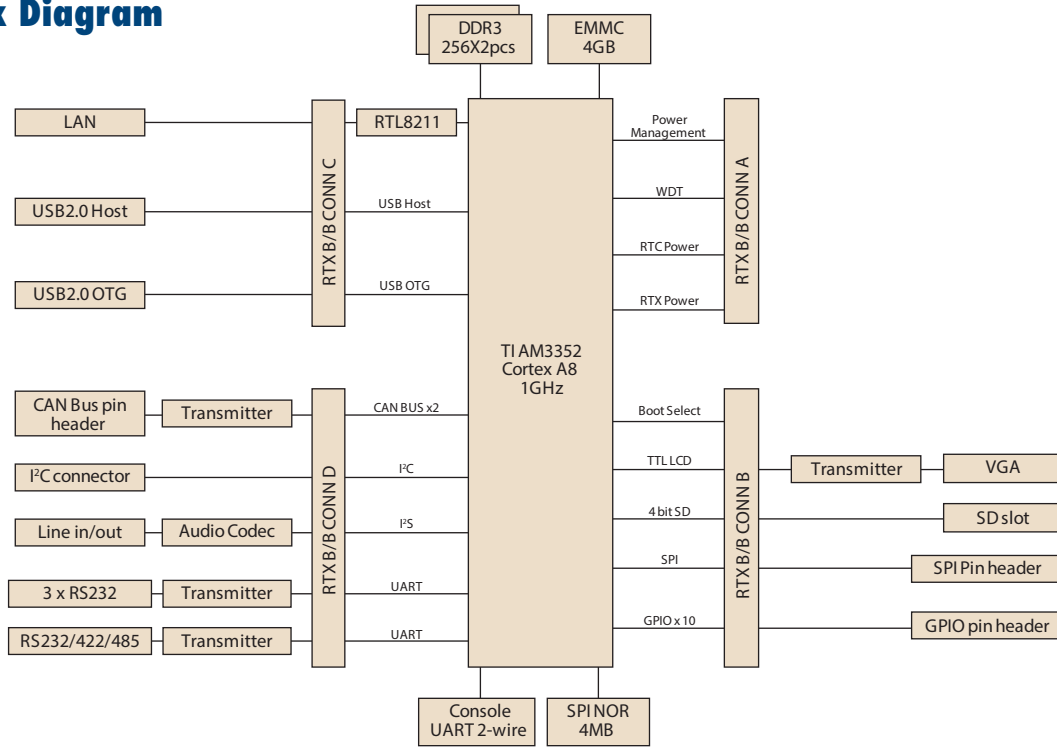 k Diagram
DDR3
256X2pcs
EMMC
4GB
LAN
RTL8211
USB2.0 Host
USB Host
USB2.0 OTG
USB OTG
RTX B/B CONN C
Power
Management
WDT
RTC Power
RTX Power
RTX B/B CONN A
TI AM3352
Cortex A8
1GHz
CAN Bus pin
header
Transmitter
CAN BUS x2
I²C connector
I²C
Line in/out
Audio Codec
I²S
3 x RS232
Transmitter
UART
RS232/422/485
Transmitter
UART
RTX B/B CONN D
Boot Select
TTL LCD
Transmitter
VGA
4 bit SD
SD slot
SPI
SPI Pin header
GPIO x 10
GPIO pin header
RTX B/B CONN B
Console
UART 2-wire
SPI NOR
4MB